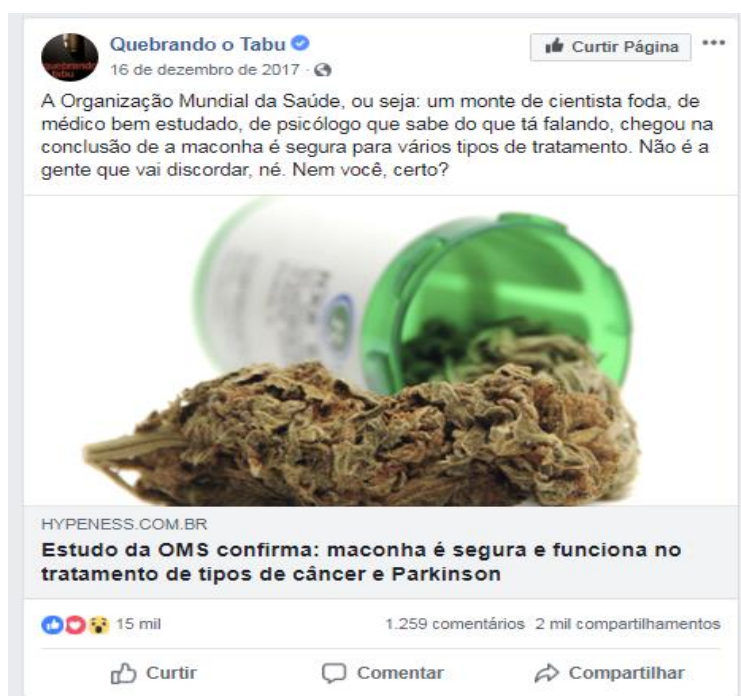 Quebrando o Tabu
Curtir Página
16 de dezembro de 2017 ·
A Organização Mundial da Saúde, ou seja: um monte de cientista foda, de
médico bem estudado, de psicólogo que sabe do que tá falando, chegou na
conclusão de a maconha é segura para vários tipos de tratamento. Não é a
gente que vai discordar, né. Nem você, certo?
HYPENESS.COM.BR
Estudo da OMS confirma: maconha é segura e funciona no
tratamento de tipos de câncer e Parkinson
15 mil
1.259 comentários 2 mil compartilhamentos
Curtir
Comentar
Compartilhar